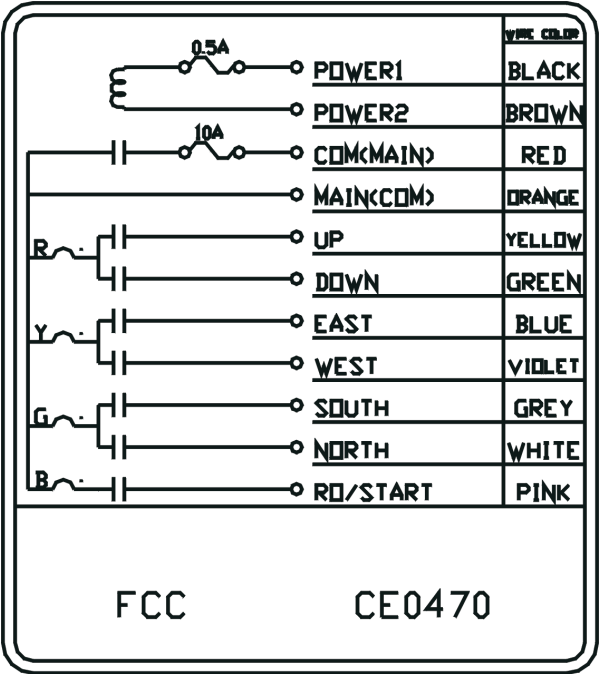 WIRE COLOR
0.5A POWER1 BLACK
POWER2 BROWN
10A COM(MAIN) RED
MAIN(COM) ORANGE
UP YELLOW
R
DOWN GREEN
EAST BLUE
Y
WEST VIOLET
SOUTH GREY
G
NORTH WHITE
B RO/START PINK
FCC CE0470